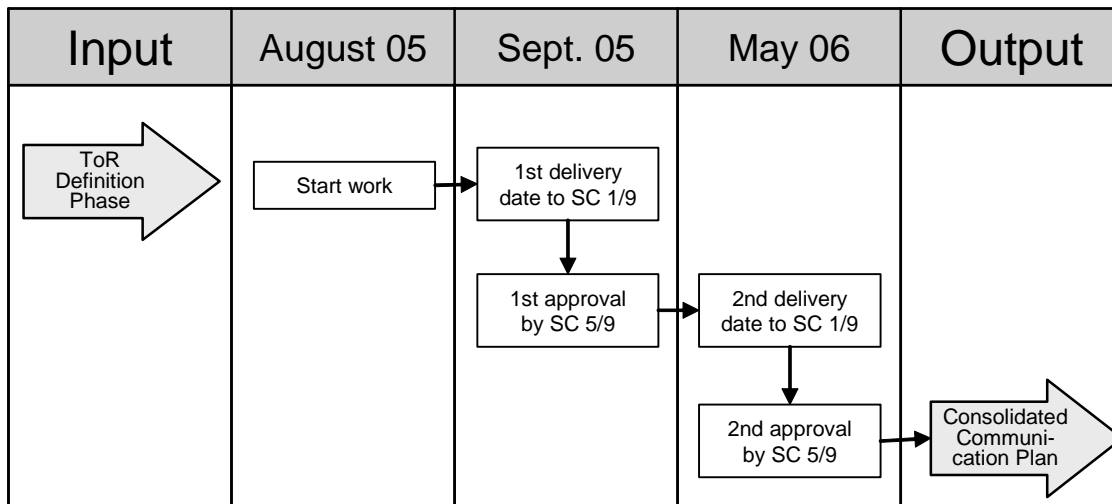 Input
August 05
Sept. 05
May 06
Output
ToR
Definition
Phase
Start work
1st delivery
date to SC 1/9
1st approval
by SC 5/9
2nd delivery
date to SC 1/9
2nd approval
by SC 5/9
Consolidated
Communi-
cation Plan